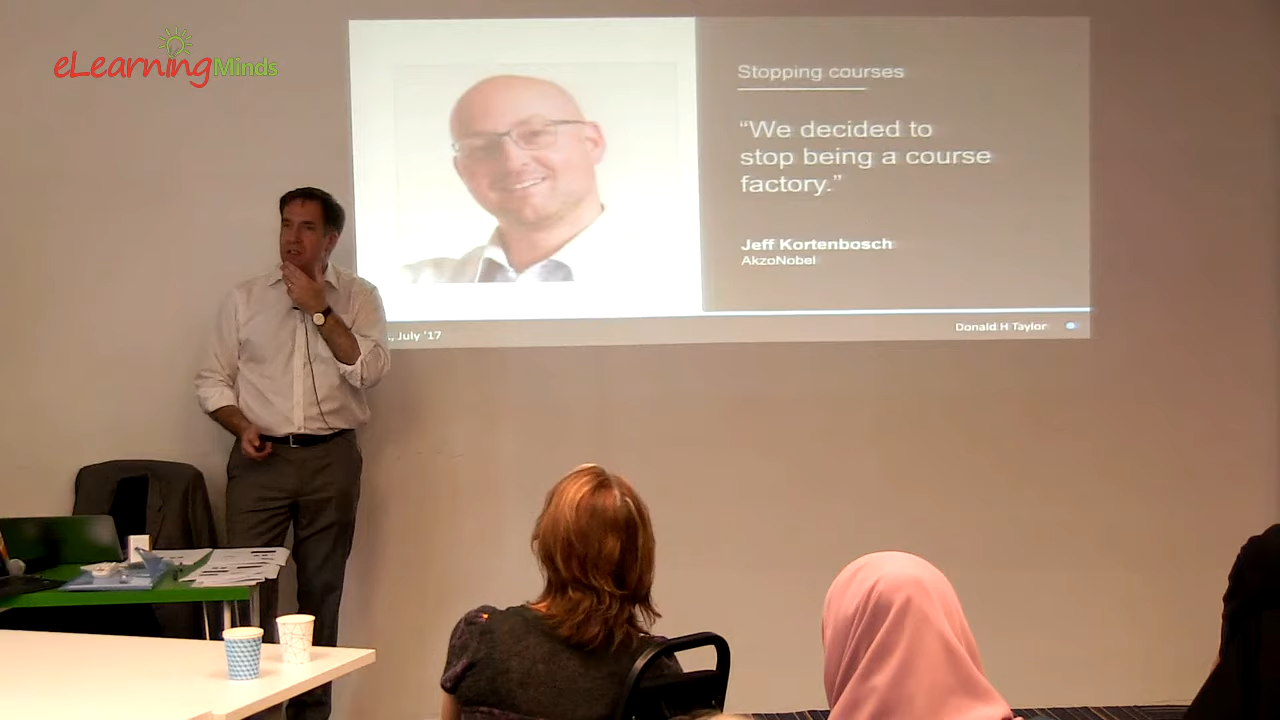 eLearningMinds
Stopping courses
“We decided to
stop being a course
factory.”
Jeff Kortenbosch
AkzoNobel
., July '17
Donald H Taylor